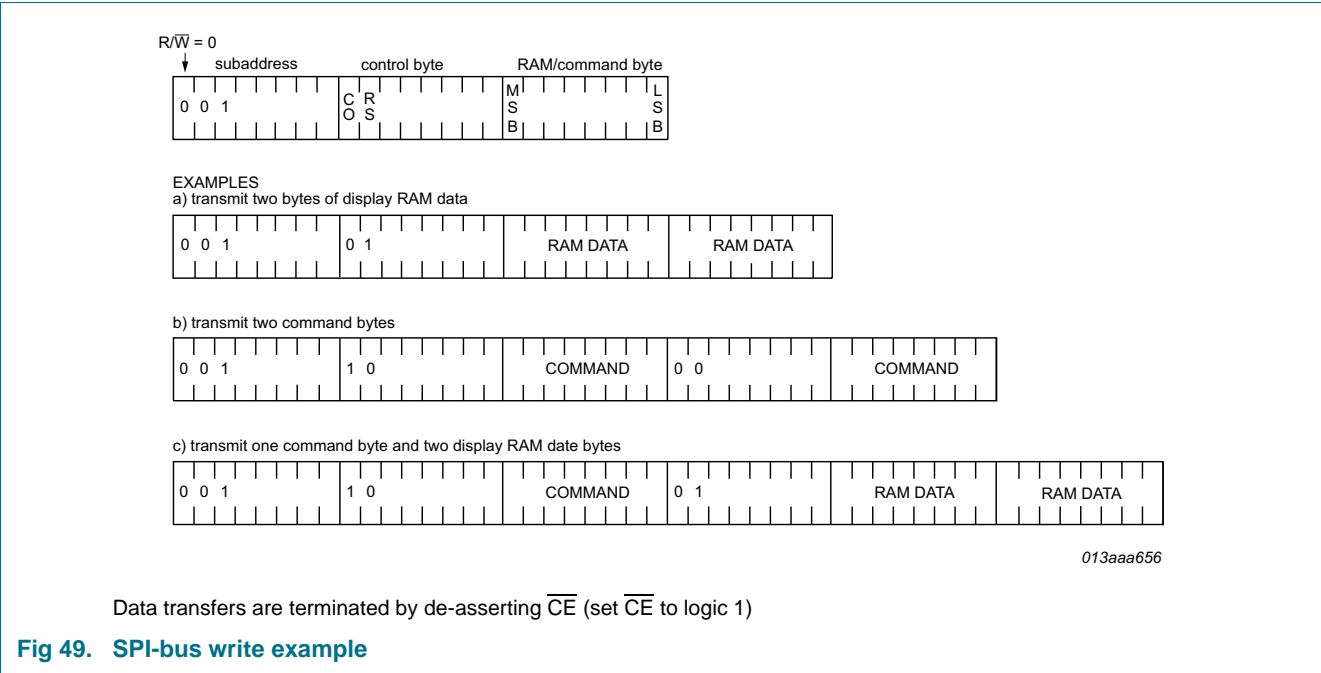 R/W̅ = 0
subaddress control byte RAM/command byte
0 0 1 CO RS MSB LSB
EXAMPLES
a) transmit two bytes of display RAM data
0 0 1 0 1 RAM DATA RAM DATA
b) transmit two command bytes
0 0 1 1 0 COMMAND 0 0 COMMAND
c) transmit one command byte and two display RAM date bytes
0 0 1 1 0 COMMAND 0 1 RAM DATA RAM DATA
013aaa656
Data transfers are terminated by de-asserting C̅E̅ (set C̅E̅ to logic 1)
Fig 49. SPI-bus write example